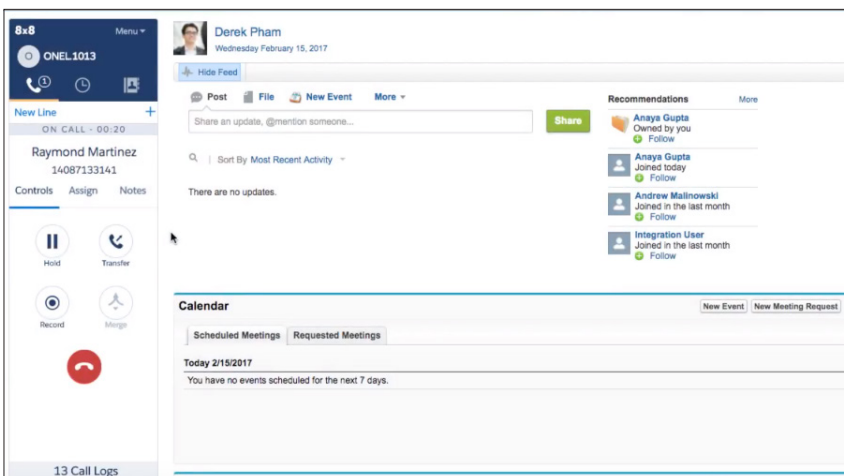 8x8
Menu
O ONEL1013
1
New Line +
ON CALL - 00:20
Raymond Martinez
14087133141
Controls Assign Notes
Hold Transfer
Record Merge
13 Call Logs
Derek Pham
Wednesday February 15, 2017
Hide Feed
Post File New Event More
Share an update, @mention someone...
Share
Sort By Most Recent Activity
There are no updates.
Recommendations More
Anaya Gupta
Owned by you
Follow
Anaya Gupta
Joined today
Follow
Andrew Malinowski
Joined in the last month
Follow
Integration User
Joined in the last month
Follow
Calendar
New Event New Meeting Request
Scheduled Meetings Requested Meetings
Today 2/15/2017
You have no events scheduled for the next 7 days.